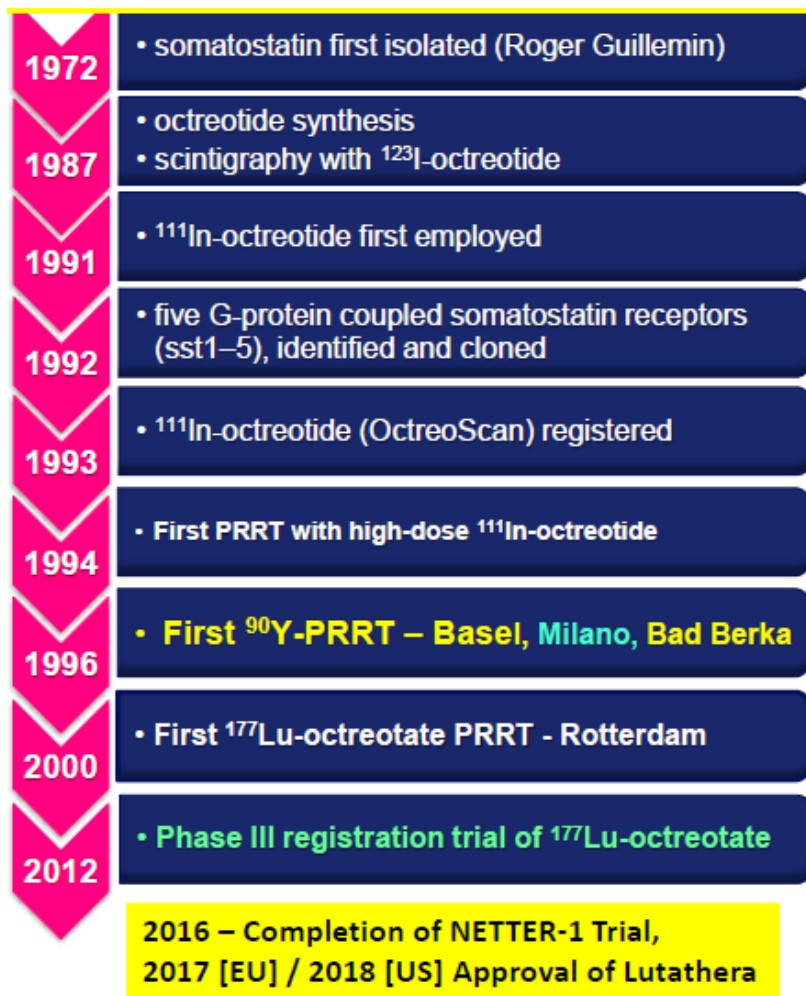 1972
• somatostatin first isolated (Roger Guillemin)
1987
• octreotide synthesis
• scintigraphy with ¹²³I-octreotide
1991
• ¹¹¹In-octreotide first employed
1992
• five G-protein coupled somatostatin receptors
(sst1–5), identified and cloned
1993
• ¹¹¹In-octreotide (OctreoScan) registered
1994
• First PRRT with high-dose ¹¹¹In-octreotide
1996
• First ⁹⁰Y-PRRT – Basel, Milano, Bad Berka
2000
• First ¹⁷⁷Lu-octreotate PRRT - Rotterdam
2012
• Phase III registration trial of ¹⁷⁷Lu-octreotate
2016 – Completion of NETTER-1 Trial,
2017 [EU] / 2018 [US] Approval of Lutathera